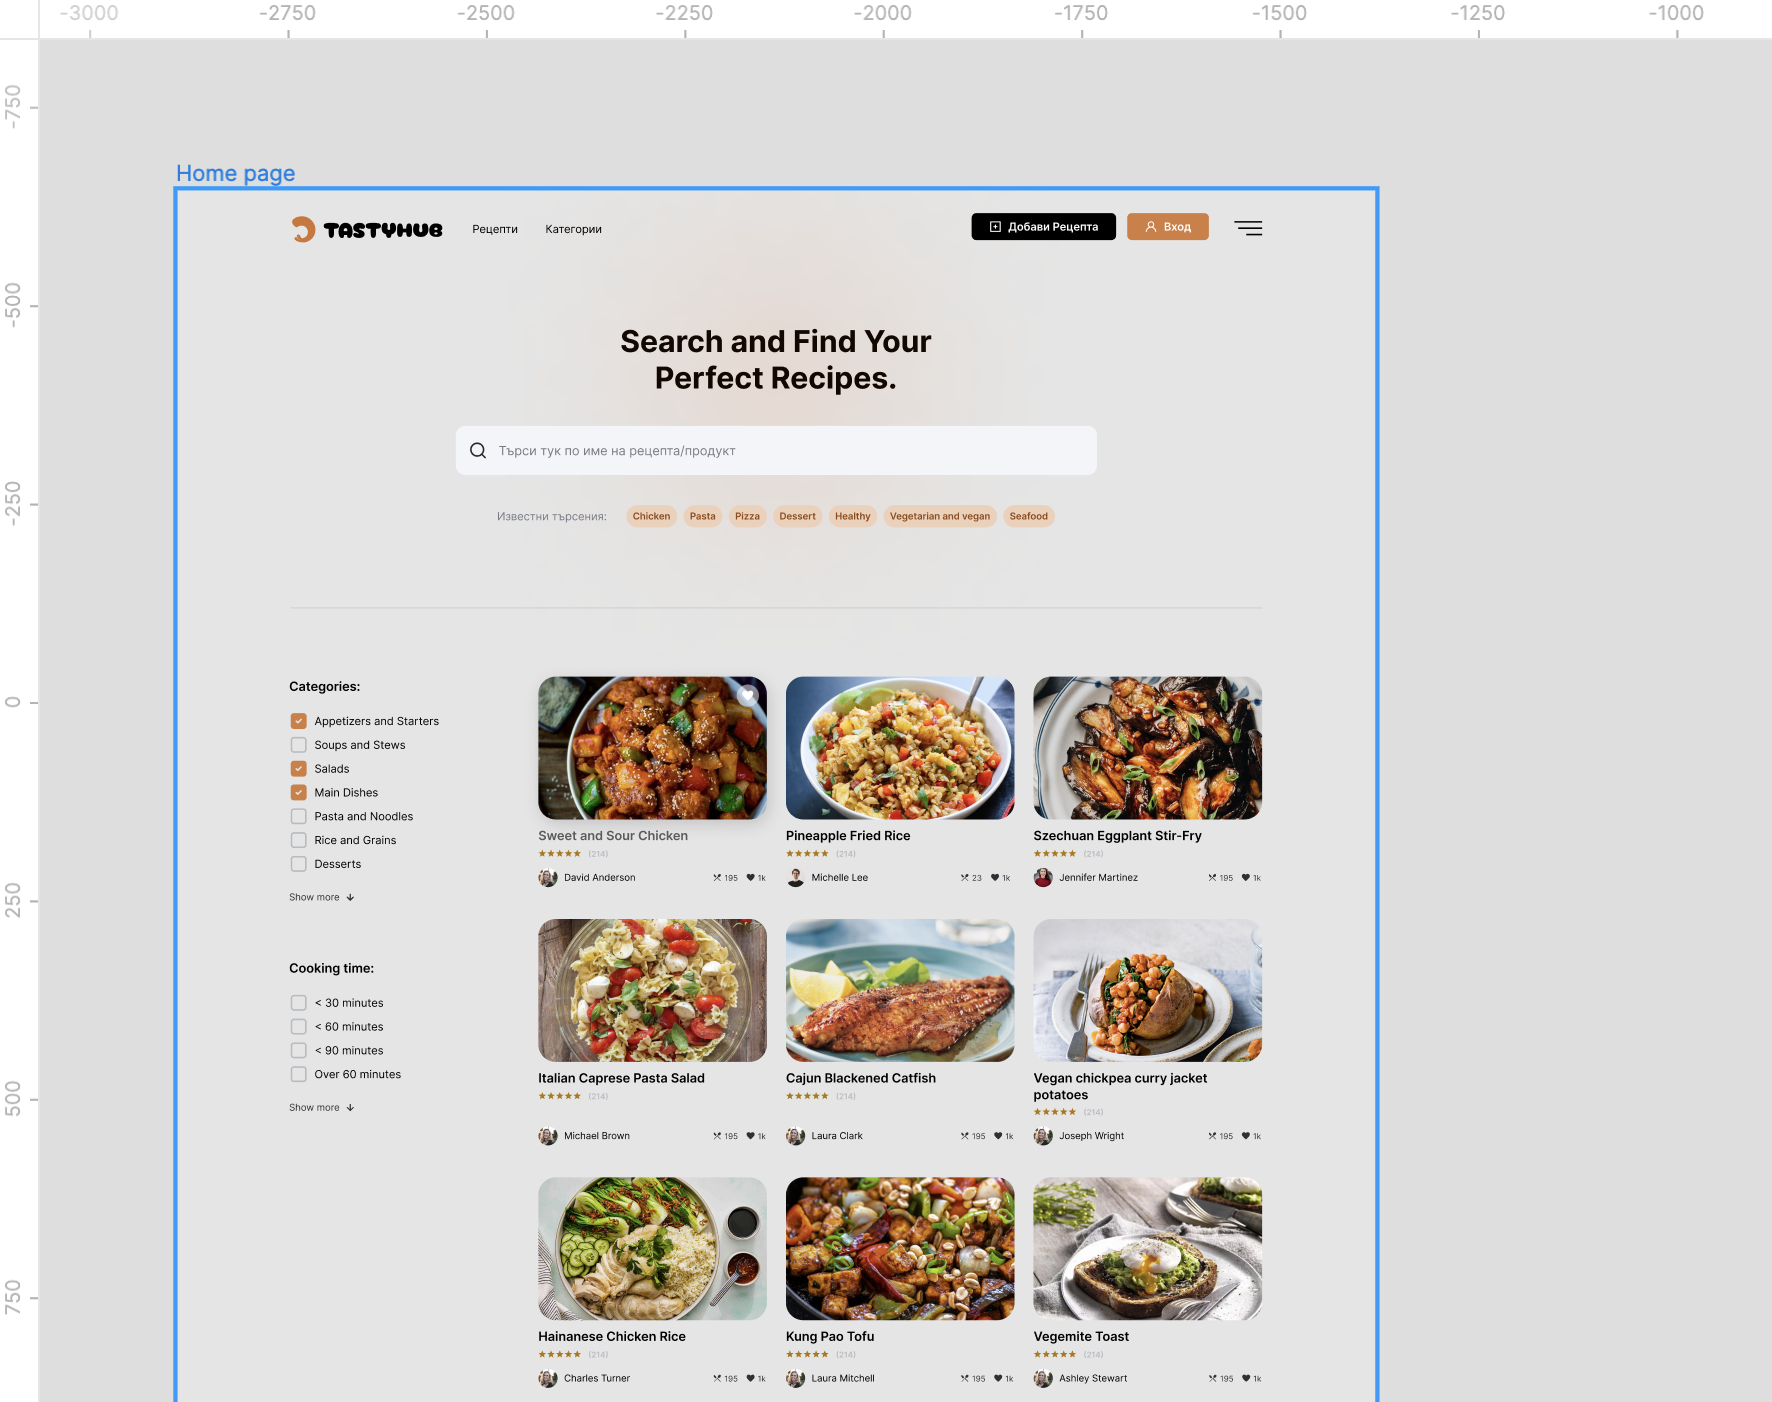 -3000 -2750 -2500 -2250 -2000 -1750 -1500 -1250 -1000
-750
-500
-250
0
250
500
750
Home page
TASTYHUB
Рецепти
Категории
Добави Рецепта
Вход
Search and Find Your
Perfect Recipes.
Търси тук по име на рецепта/продукт
Известни търсения: Chicken Pasta Pizza Dessert Healthy Vegetarian and vegan Seafood
Categories:
Appetizers and Starters
Soups and Stews
Salads
Main Dishes
Pasta and Noodles
Rice and Grains
Desserts
Show more
Cooking time:
< 30 minutes
< 60 minutes
< 90 minutes
Over 60 minutes
Show more
Sweet and Sour Chicken
(214)
David Anderson 195 1k
Pineapple Fried Rice
(214)
Michelle Lee 23 1k
Szechuan Eggplant Stir-Fry
(214)
Jennifer Martinez 195 1k
Italian Caprese Pasta Salad
(214)
Michael Brown 195 1k
Cajun Blackened Catfish
(214)
Laura Clark 195 1k
Vegan chickpea curry jacket
potatoes
(214)
Joseph Wright 195 1k
Hainanese Chicken Rice
(214)
Charles Turner 195 1k
Kung Pao Tofu
(214)
Laura Mitchell 195 1k
Vegemite Toast
(214)
Ashley Stewart 195 1k